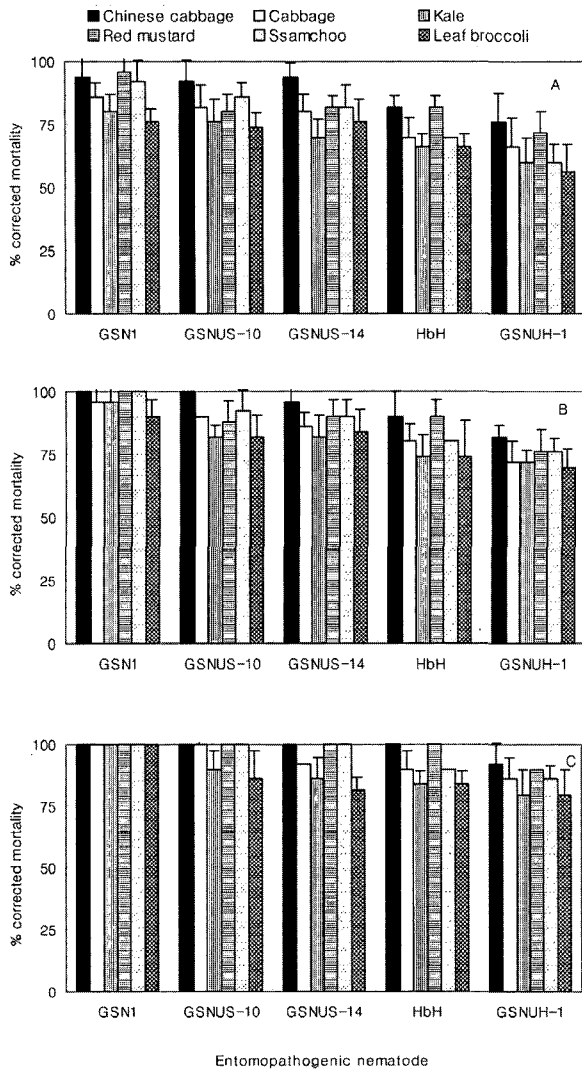 Chinese cabbage Cabbage Kale
Red mustard Ssamchoo Leaf broccoli
100
75
50
25
0
% corrected mortality
A
GSN1 GSNUS-10 GSNUS-14 HbH GSNUH-1
100
75
50
25
0
% corrected mortality
B
GSN1 GSNUS-10 GSNUS-14 HbH GSNUH-1
100
75
50
25
0
% corrected mortality
C
GSN1 GSNUS-10 GSNUS-14 HbH GSNUH-1
Entomopathogenic nematode